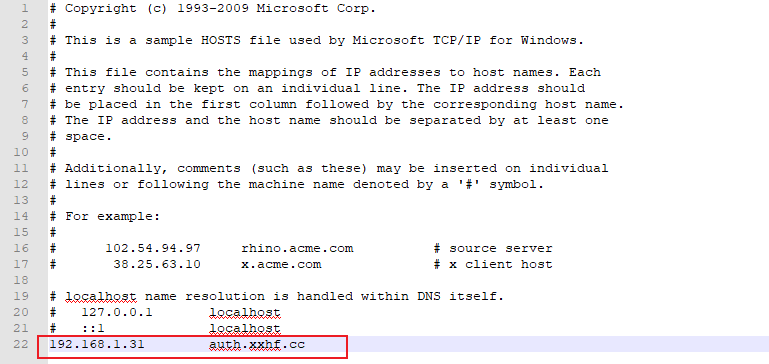 1 # Copyright (c) 1993-2009 Microsoft Corp.
2 #
3 # This is a sample HOSTS file used by Microsoft TCP/IP for Windows.
4 #
5 # This file contains the mappings of IP addresses to host names. Each
6 # entry should be kept on an individual line. The IP address should
7 # be placed in the first column followed by the corresponding host name.
8 # The IP address and the host name should be separated by at least one
9 # space.
10 #
11 # Additionally, comments (such as these) may be inserted on individual
12 # lines or following the machine name denoted by a '#' symbol.
13 #
14 # For example:
15 #
16 #      102.54.94.97     rhino.acme.com          # source server
17 #       38.25.63.10     x.acme.com              # x client host
18
19 # localhost name resolution is handled within DNS itself.
20 #   127.0.0.1       localhost
21 #   ::1             localhost
22 192.168.1.31        auth.xxhf.cc